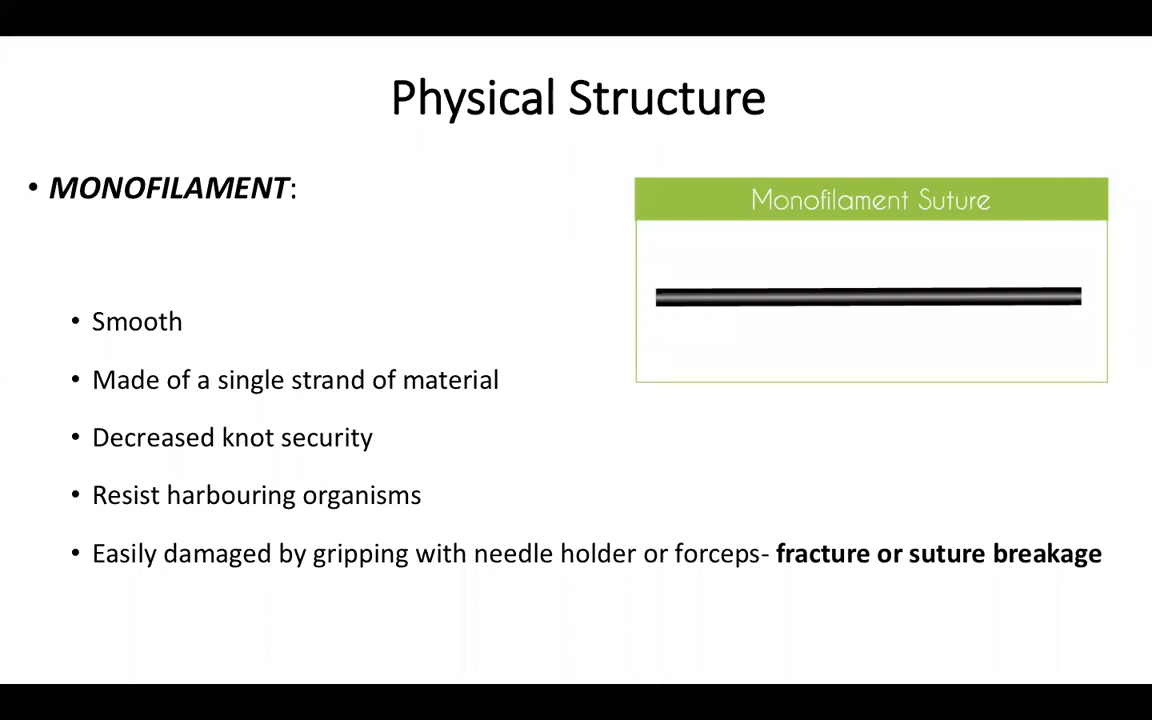 Physical Structure
• MONOFILAMENT:
Monofilament Suture
• Smooth
• Made of a single strand of material
• Decreased knot security
• Resist harbouring organisms
• Easily damaged by gripping with needle holder or forceps- fracture or suture breakage